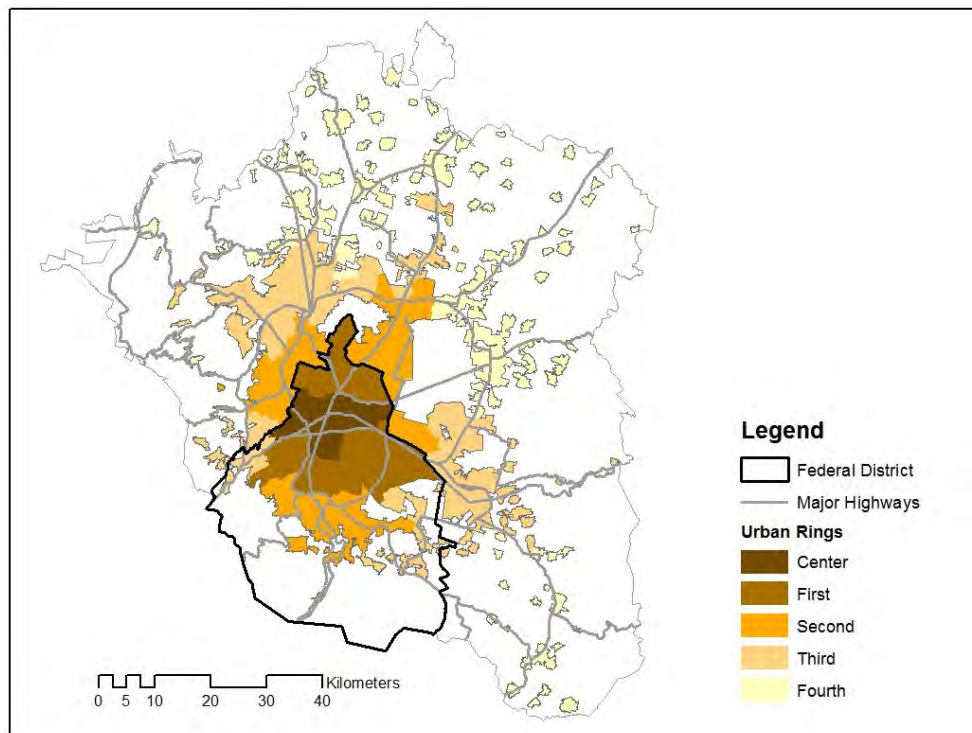 Legend
Federal District
Major Highways
Urban Rings
Center
First
Second
Third
Fourth
Kilometers
0 5 10 20 30 40